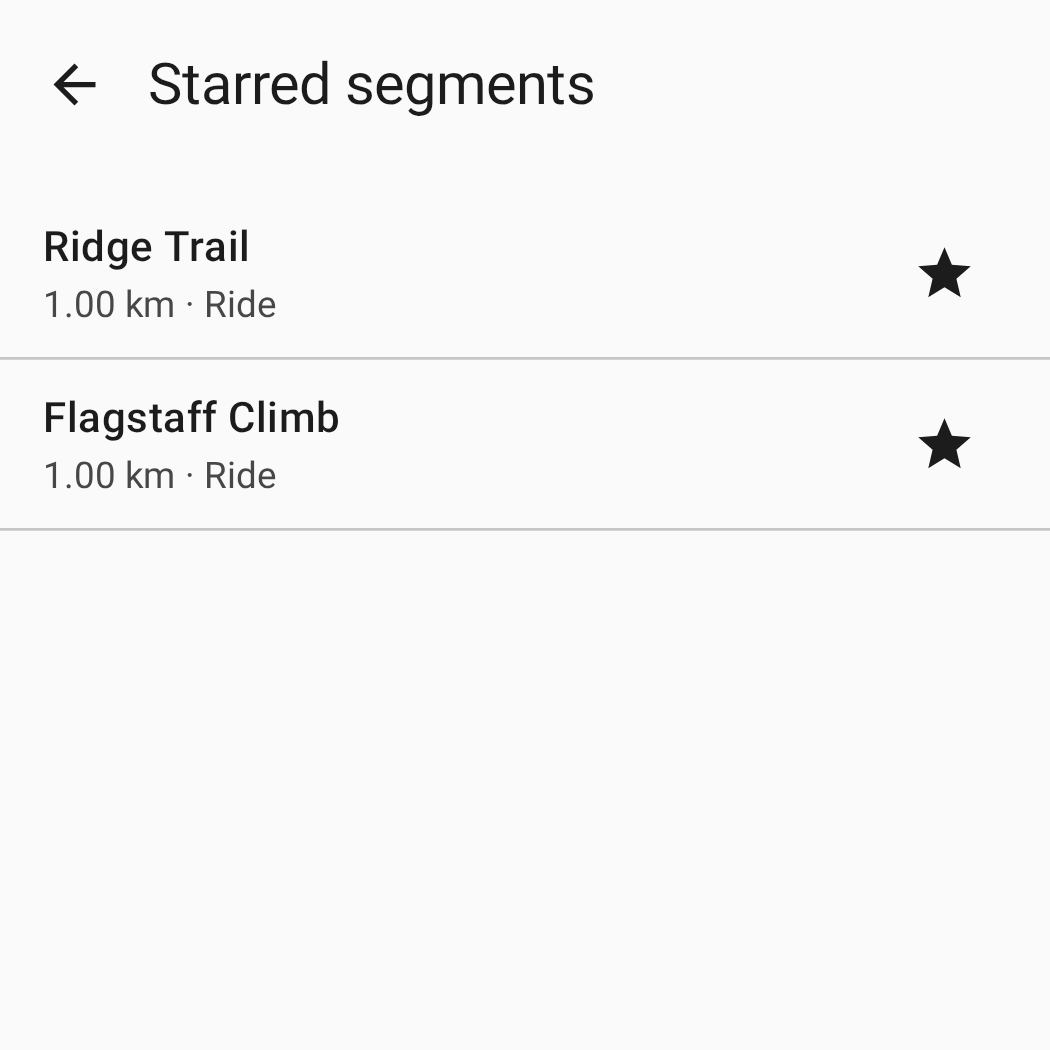 Starred segments
Ridge Trail
1.00 km · Ride
Flagstaff Climb
1.00 km · Ride